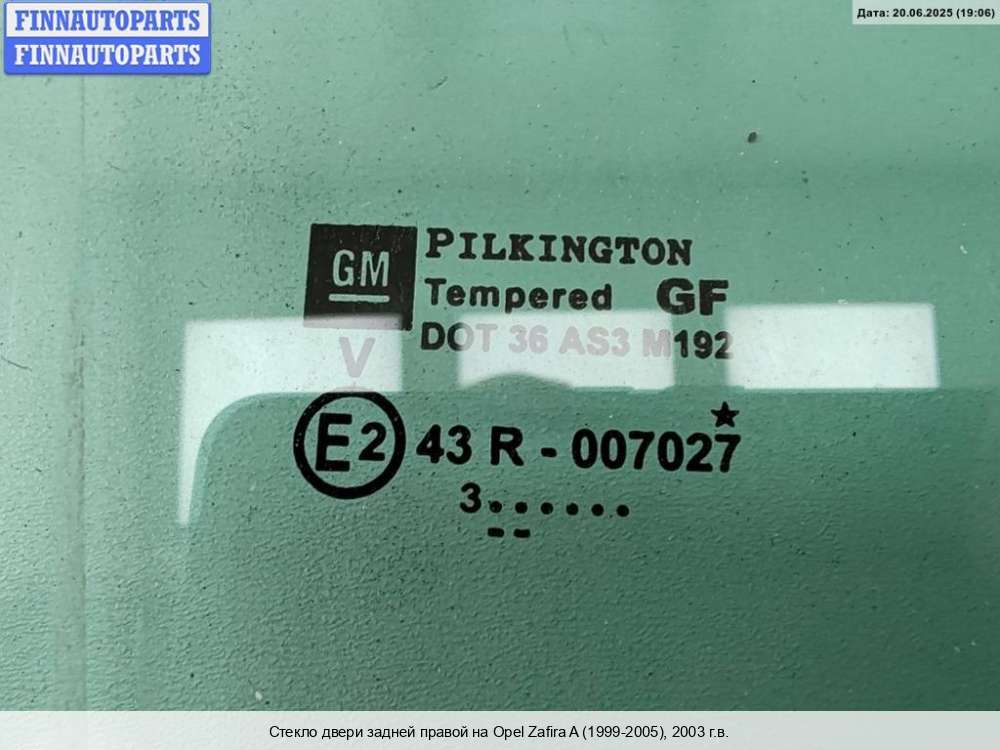 FINNAUTOPARTS
FINNAUTOPARTS
Дата: 20.06.2025 (19:06)
GM
PILKINGTON
Tempered GF
DOT 36 AS3 M192
V
E2 43 R - 007027
3......
--
Стекло двери задней правой на Opel Zafira A (1999-2005), 2003 г.в.